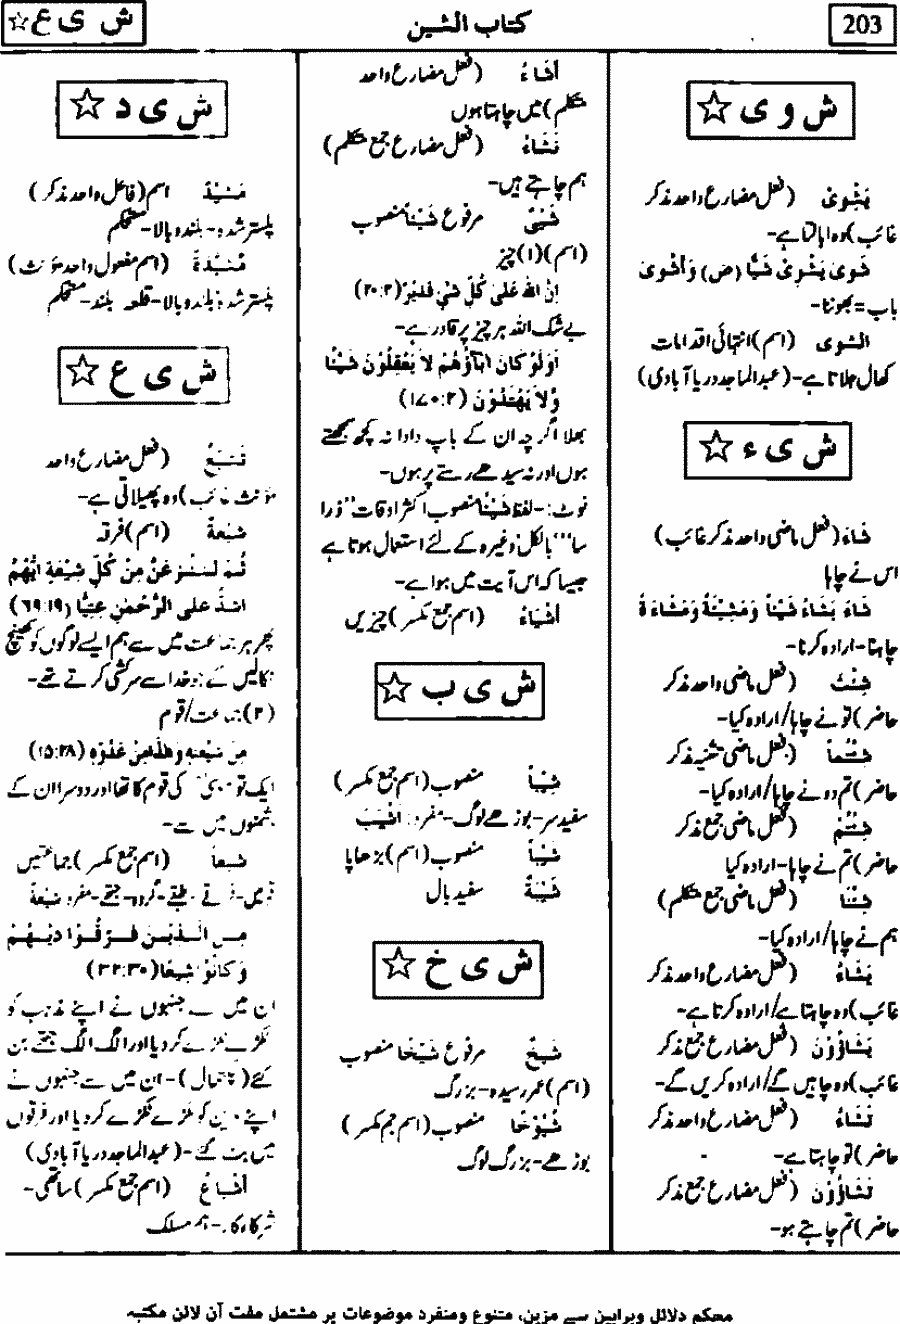 203
كتاب الشين
ش ى ع ☆
ش و ى ☆
يَشْوِىْ (فعل مضارع واحد مذکر
غائب) وہ ابالتا ہے-
شَوىٰ يَشْوِىْ شَيًّا (ض) وَاَشْوىٰ
باب = بھوننا-
الشوى (اسم) انتہائی اقدامات
کھال جلاتا ہے- (عبدالماجد دریا آبادی)
ش ى ء ☆
شَاءَ (فعل ماضی واحد مذکر غائب)
اس نے چاہا
شَاءَ يَشَاءُ شَيْئاً وَمَشِيْئَةً وَمَشَاءَةً
چاہنا- ارادہ کرنا-
شِئْتَ (فعل ماضی واحد مذکر
حاضر) تو نے چاہا/ ارادہ کیا-
شِئْتُمَا (فعل ماضی تثنیہ مذکر
حاضر) تم دو نے چاہا/ ارادہ کیا-
شِئْتُمْ (فعل ماضی جمع مذکر
حاضر) تم نے چاہا- ارادہ کیا
شِئْنَا (فعل ماضی جمع متکلم)
ہم نے چاہا/ ارادہ کیا-
يَشَاءُ (فعل مضارع واحد مذکر
غائب) وہ چاہتا ہے/ ارادہ کرتا ہے-
يَشَاؤُوْنَ (فعل مضارع جمع مذکر
غائب) وہ چاہیں گے/ ارادہ کریں گے-
تَشَاءُ (فعل مضارع واحد مذکر
حاضر) تو چاہتا ہے-
تَشَاؤُوْنَ (فعل مضارع جمع مذکر
حاضر) تم چاہتے ہو-
أَشَاءُ (فعل مضارع واحد
متکلم) میں چاہتا ہوں
نَشَاءُ (فعل مضارع جمع متکلم)
ہم چاہتے ہیں-
شَىْءٌ مرفوع شَيْئاً منصوب
(اسم) (۱) چیز
اِنَّ اللهَ عَلىٰ كُلِّ شَىْءٍ قَدِيْرٌ (۲۰:۲)
بے شک اللہ ہر چیز پر قادر ہے-
اَوَلَوْ كَانَ اٰبَآؤُهُمْ لاَ يَعْقِلُوْنَ شَيْئًا
وَّلاَ يَهْتَدُوْنَ (۱۷۰:۲)
بھلا اگرچہ ان کے باپ دادا نہ کچھ سمجھتے
ہوں اور نہ سیدھے رستے پر ہوں-
نوٹ:- لفظ شَيْئًا منصوب اکثر اوقات ”ذرا
سا“ بالکل وغیرہ کے لئے استعمال ہوتا ہے
جیسا کہ اس آیت میں ہوا ہے-
أَشْيَاءُ (اسم جمع مکسر) چیزیں
ش ى ب ☆
شِيْباً منصوب (اسم جمع مکسر)
سفید سر- بوڑھے لوگ- مفرد: اَشْيَبَ
شَيْباً منصوب (اسم) بڑھاپا
شَيْبَةً سفید بال
ش ى خ ☆
شَيْخٌ مرفوع شَيْخًا منصوب
(اسم) عمر رسیدہ- بزرگ
شُيُوْخًا منصوب (اسم جمع مکسر)
بوڑھے- بزرگ لوگ
ش ى د ☆
مَشِيْدٌ اسم (فاعل واحد مذکر)
پلستر شدہ- بلند و بالا- مستحکم
مُشَيَّدَةٌ (اسم مفعول واحد مؤنث)
پلستر شدہ بلند و بالا- قلعہ بلند- مستحکم
ش ى ع ☆
تَشِيْعُ (فعل مضارع واحد
مؤنث غائب) وہ پھیلاتی ہے-
شِيْعَةٌ (اسم) فرقہ
ثُمَّ لَنَنْزِعَنَّ مِنْ كُلِّ شِيْعَةٍ اَيُّهُمْ
اَشَدُّ عَلَى الرَّحْمٰنِ عِتِيًّا (۶۹:۱۹)
پھر ہر جماعت میں سے ہم ایسے لوگوں کو کھینچ
نکالیں گے جو خدا سے سرکشی کرتے تھے-
(۲) جماعت/ قوم
مِنْ شِيْعَتِهٖ وَهٰذَا مِنْ عَدُوِّهٖ (۱۵:۲۸)
ایک تو موسیٰ کی قوم کا تھا اور دوسرا ان کے
دشمنوں میں سے-
شِيَعاً (اسم جمع مکسر) جماعتیں
قومیں- فرقے- طبقے- گروہ- جتھے- مفرد شِيْعَةٌ
مِنَ الَّذِيْنَ فَرَّقُوْا دِيْنَهُمْ
وَكَانُوْا شِيَعًا (۳۲:۳۰)
ان میں سے جنہوں نے اپنے مذہب کو
ٹکڑے ٹکڑے کر دیا اور الگ الگ جتھے بن
گئے) - ان میں سے جنہوں نے
اپنے دین کو ٹکڑے ٹکڑے کر دیا اور فرقوں
میں بٹ گئے- (عبدالماجد دریا آبادی)
أَشْيَاعُ (اسم جمع مکسر) ساتھی-
شرکاء کار- ہم مسلک
محکم دلائل وبراہین سے مزین، متنوع ومنفرد موضوعات پر مشتمل مفت آن لائن مکتبہ